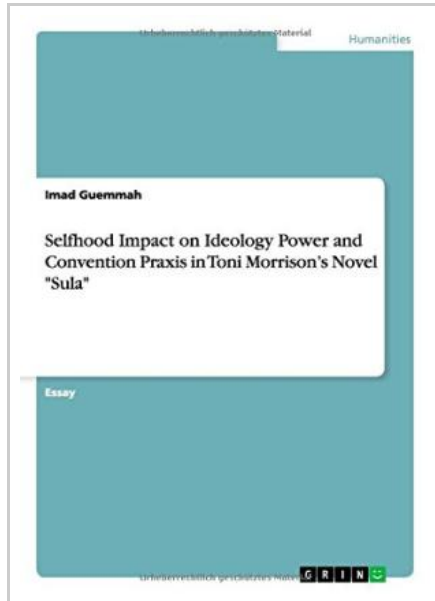 Urheberrechtlich geschütztes Material
Humanities
Imad Guemmah
Selfhood Impact on Ideology Power and
Convention Praxis in Toni Morrison's Novel
"Sula"
Essay
Urheberrechtlich geschütztes Mater
GRIN